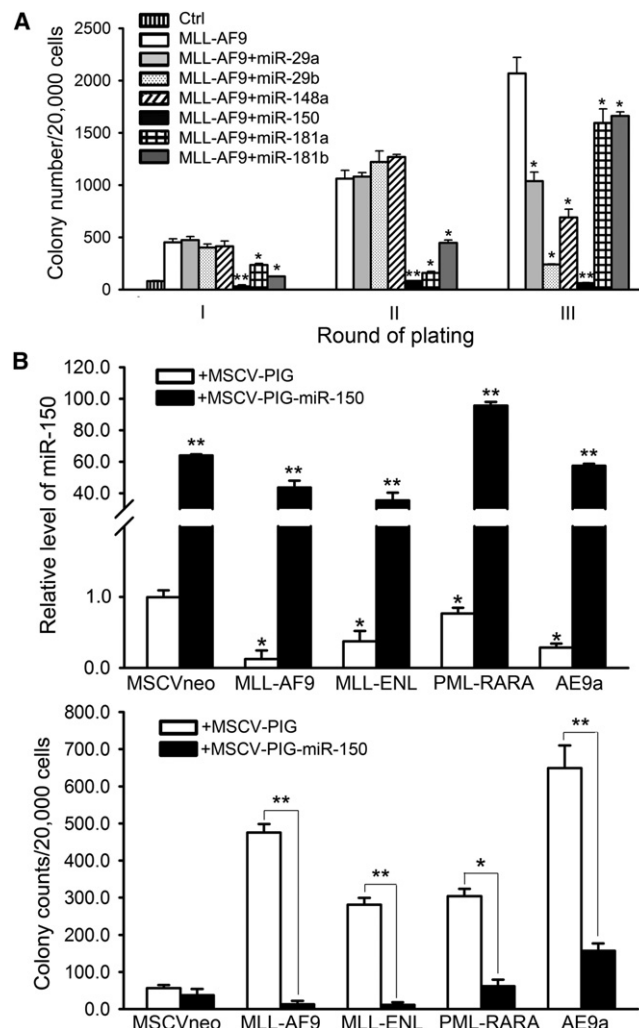 A
Ctrl
MLL-AF9
MLL-AF9+miR-29a
MLL-AF9+miR-29b
MLL-AF9+miR-148a
MLL-AF9+miR-150
MLL-AF9+miR-181a
MLL-AF9+miR-181b
Colony number/20,000 cells
2500
2000
1500
1000
500
0
** * *
** * *
* * * ** * *
I II III
Round of plating
B
+MSCV-PIG
+MSCV-PIG-miR-150
Relative level of miR-150
120.0
100.0
80.0
60.0
40.0
1.0
0.0
** ** ** ** **
* * * *
MSCVneo MLL-AF9 MLL-ENL PML-RARA AE9a
+MSCV-PIG
+MSCV-PIG-miR-150
Colony counts/20,000 cells
800.0
700.0
600.0
500.0
400.0
300.0
200.0
100.0
0.0
** ** * **
MSCVneo MLL-AF9 MLL-ENL PML-RARA AE9a